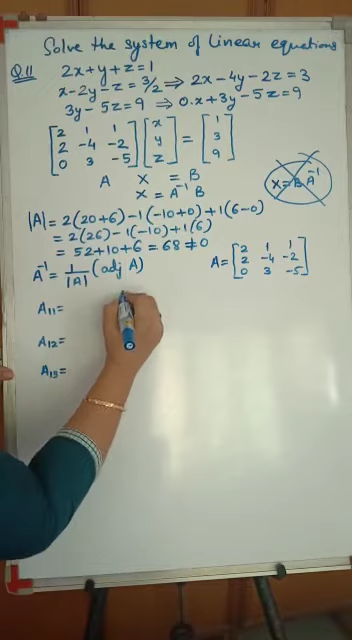 Solve the system of Linear equations
Q.11 2x+y+z=1
x-2y-z=3/2 ⇒ 2x-4y-2z=3
3y-5z=9 ⇒ 0.x+3y-5z=9
[2 1 1] [x] = [1]
[2 -4 -2] [y] [3]
[0 3 -5] [z] [9]
A X = B
X = A⁻¹ B
X=B A⁻¹
|A| = 2(20+6)-1(-10+0)+1(6-0)
= 2(26)-1(-10)+1(6)
= 52+10+6 = 68 ≠ 0
A⁻¹ = 1/|A| (adj A)
A = [2 1 1]
[2 -4 -2]
[0 3 -5]
A₁₁=
A₁₂=
A₁₃=